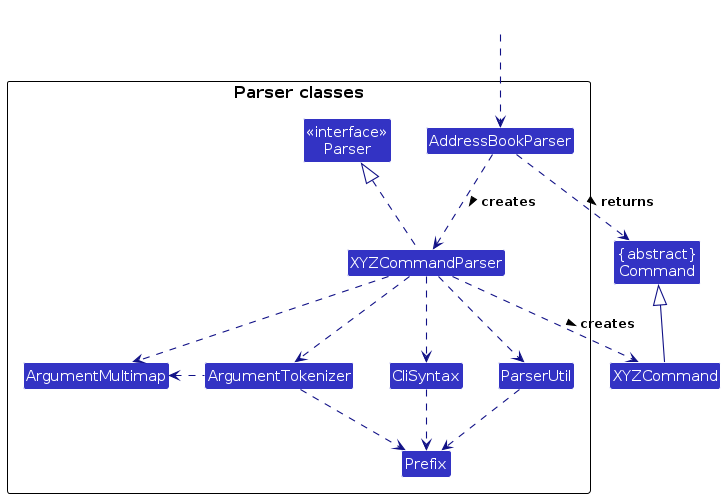 Parser classes
«interface»
Parser
AddressBookParser
creates
returns
{abstract}
Command
XYZCommandParser
creates
ArgumentMultimap
ArgumentTokenizer
CliSyntax
ParserUtil
XYZCommand
Prefix